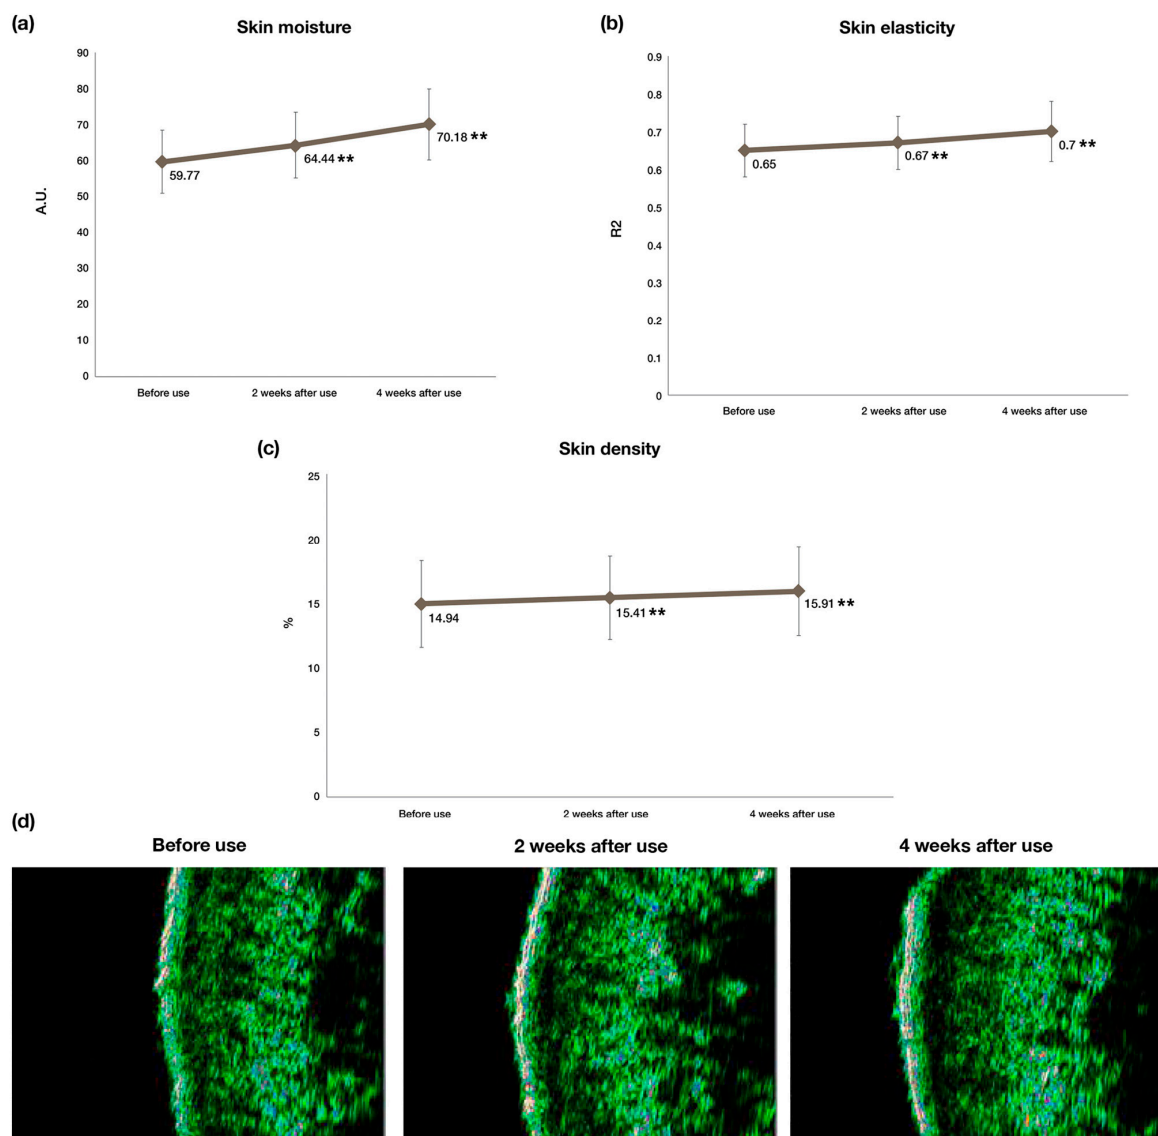 (a)
Skin moisture
90
80
70
60
50
40
30
20
10
0
A.U.
59.77
64.44 **
70.18 **
Before use
2 weeks after use
4 weeks after use
(b)
Skin elasticity
0.9
0.8
0.7
0.6
0.5
0.4
0.3
0.2
0.1
0
R2
0.65
0.67 **
0.7 **
Before use
2 weeks after use
4 weeks after use
(c)
Skin density
25
20
15
10
5
0
%
14.94
15.41 **
15.91 **
Before use
2 weeks after use
4 weeks after use
(d)
Before use
2 weeks after use
4 weeks after use